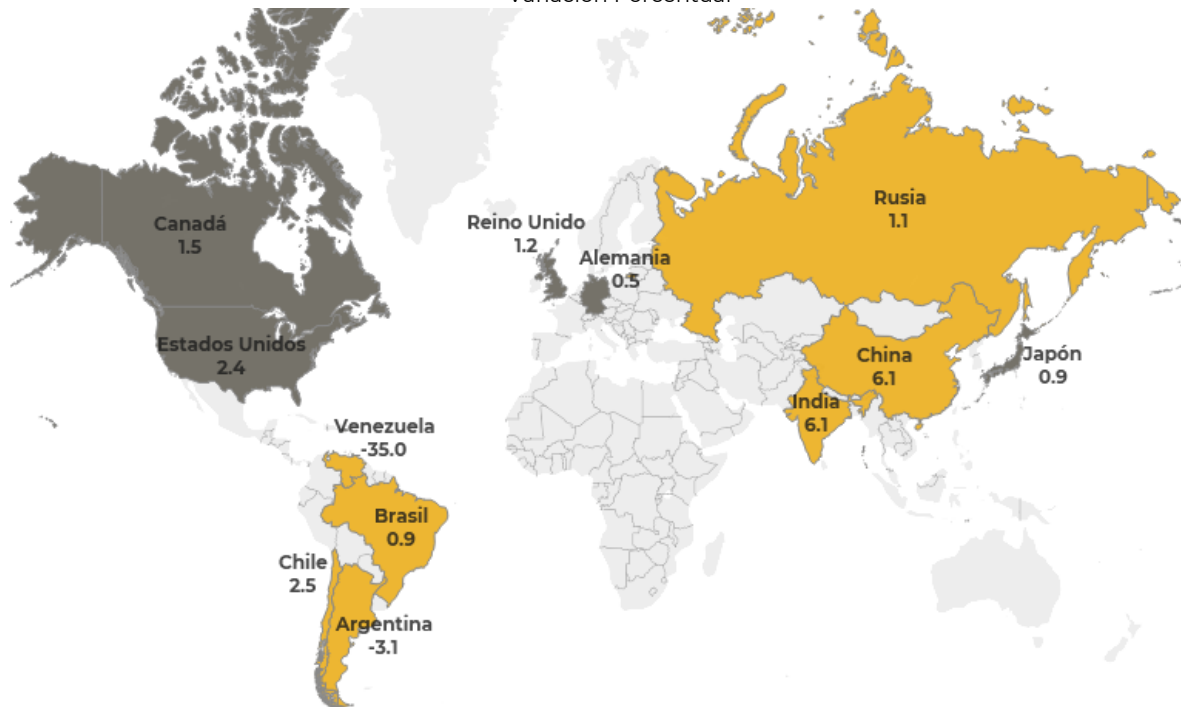 Variación Porcentual
Canadá
1.5
Reino Unido
1.2
Alemania
0.5
Rusia
1.1
Estados Unidos
2.4
China
6.1
Japón
0.9
India
6.1
Venezuela
-35.0
Brasil
0.9
Chile
2.5
Argentina
-3.1